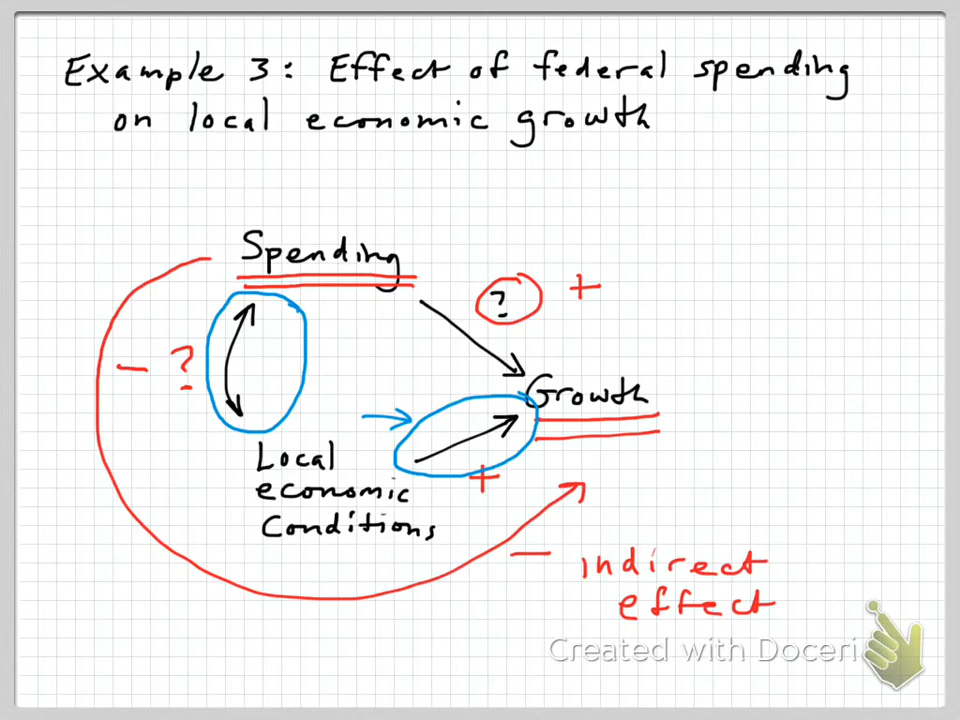 Example 3: Effect of federal spending
on local economic growth
Spending
? +
- ?
Growth
Local
economic
Conditions
+
- indirect
effect
Created with Doceri